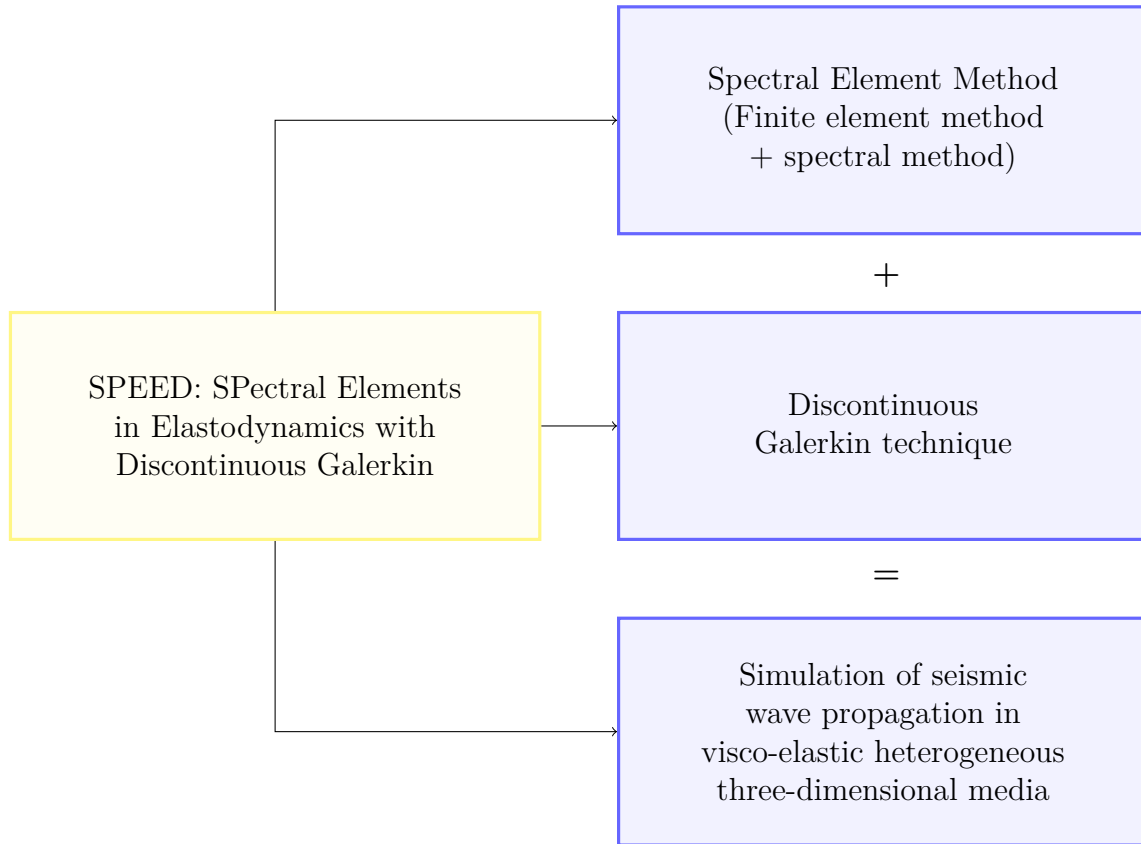 Spectral Element Method
(Finite element method
+ spectral method)
+
SPEED: SPectral Elements
in Elastodynamics with
Discontinuous Galerkin
Discontinuous
Galerkin technique
=
Simulation of seismic
wave propagation in
visco-elastic heterogeneous
three-dimensional media